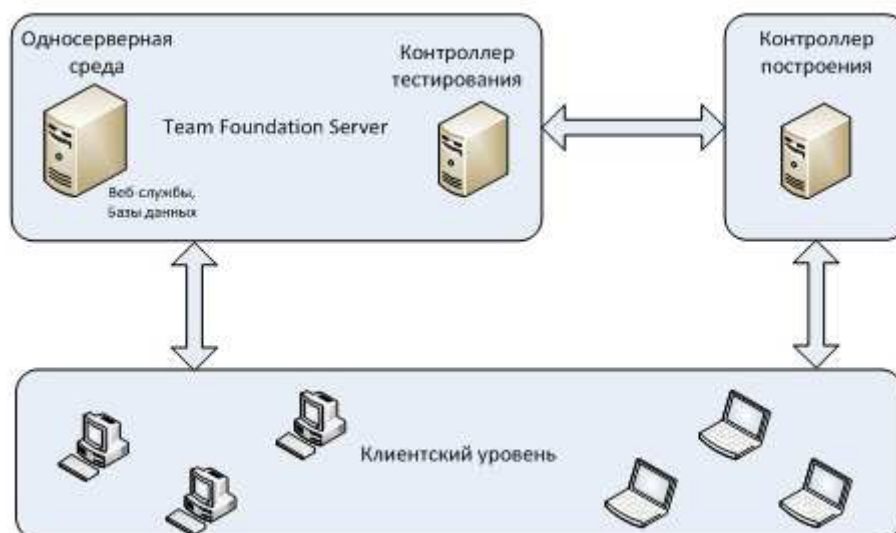 Односерверная
среда
Контроллер
тестирования
Team Foundation Server
Веб-службы,
Базы данных
Контроллер
построения
Клиентский уровень